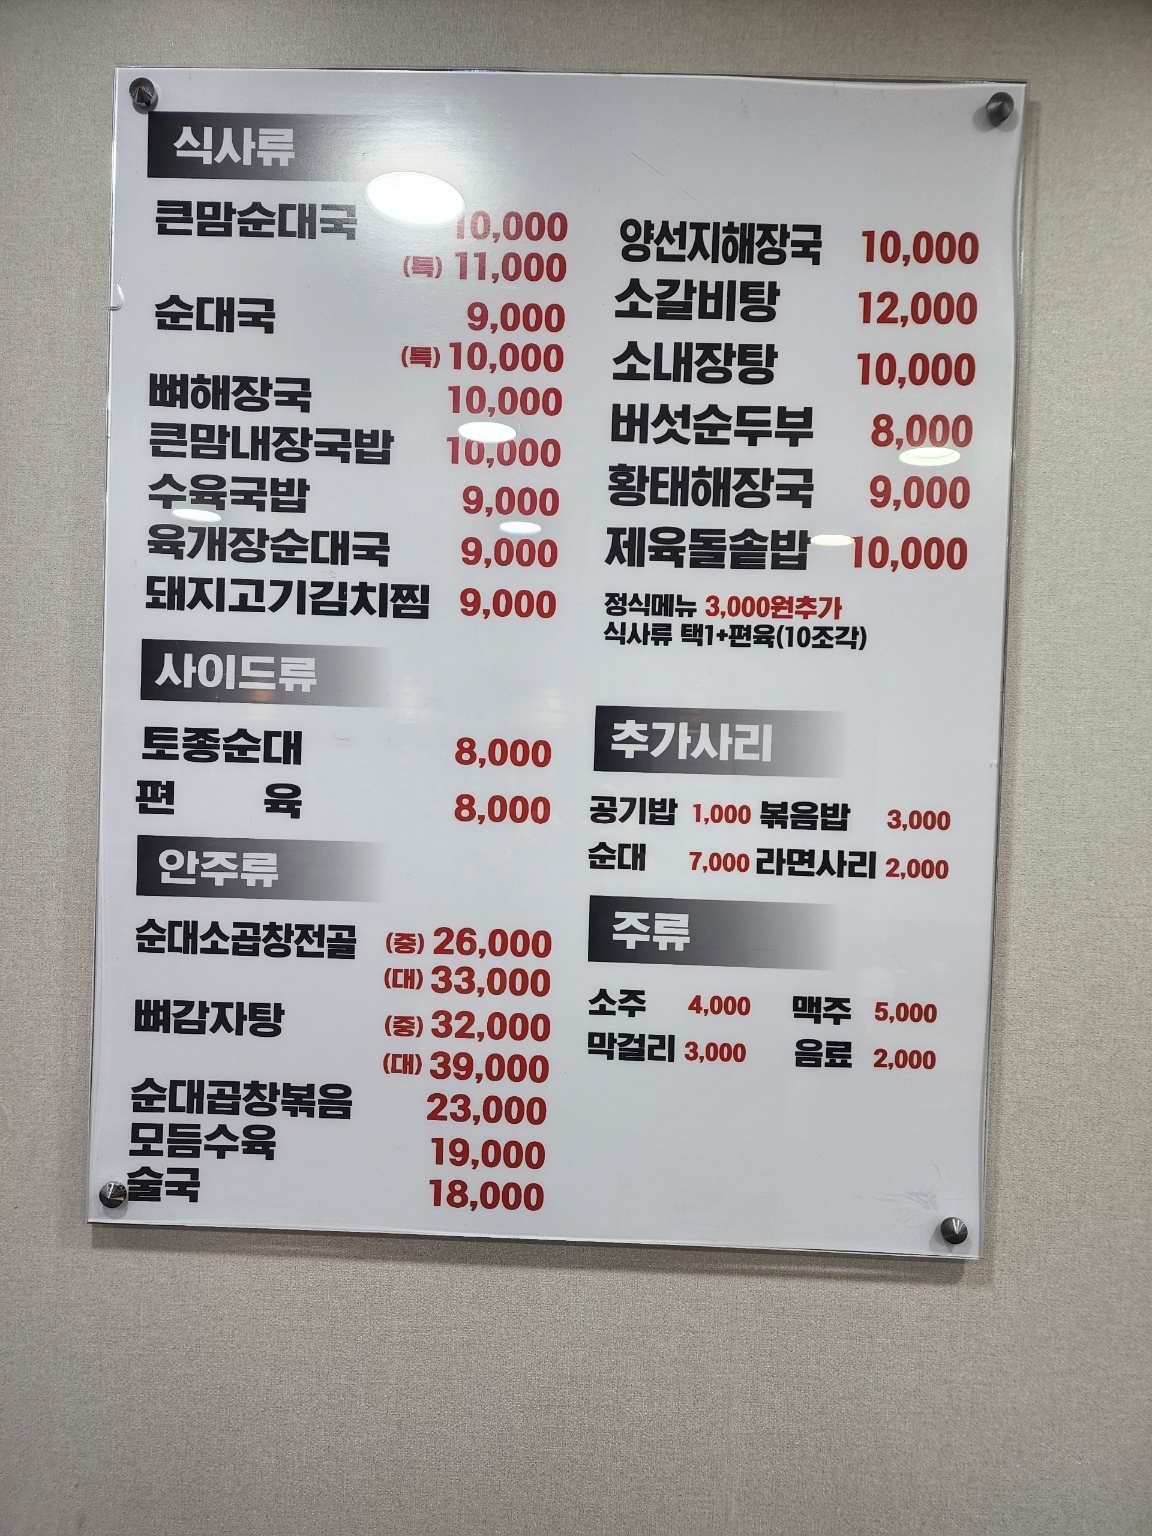 식사류
큰맘순대국 10,000
(특) 11,000
순대국 9,000
(특) 10,000
뼈해장국 10,000
큰맘내장국밥 10,000
수육국밥 9,000
육개장순대국 9,000
돼지고기김치찜 9,000
양선지해장국 10,000
소갈비탕 12,000
소내장탕 10,000
버섯순두부 8,000
황태해장국 9,000
제육돌솥밥 10,000
정식메뉴 3,000원추가
식사류 택1+편육(10조각)
사이드류
토종순대 8,000
편 육 8,000
안주류
순대소곱창전골 (중) 26,000
(대) 33,000
뼈감자탕 (중) 32,000
(대) 39,000
순대곱창볶음 23,000
모듬수육 19,000
술국 18,000
추가사리
공기밥 1,000 볶음밥 3,000
순대 7,000 라면사리 2,000
주류
소주 4,000 맥주 5,000
막걸리 3,000 음료 2,000